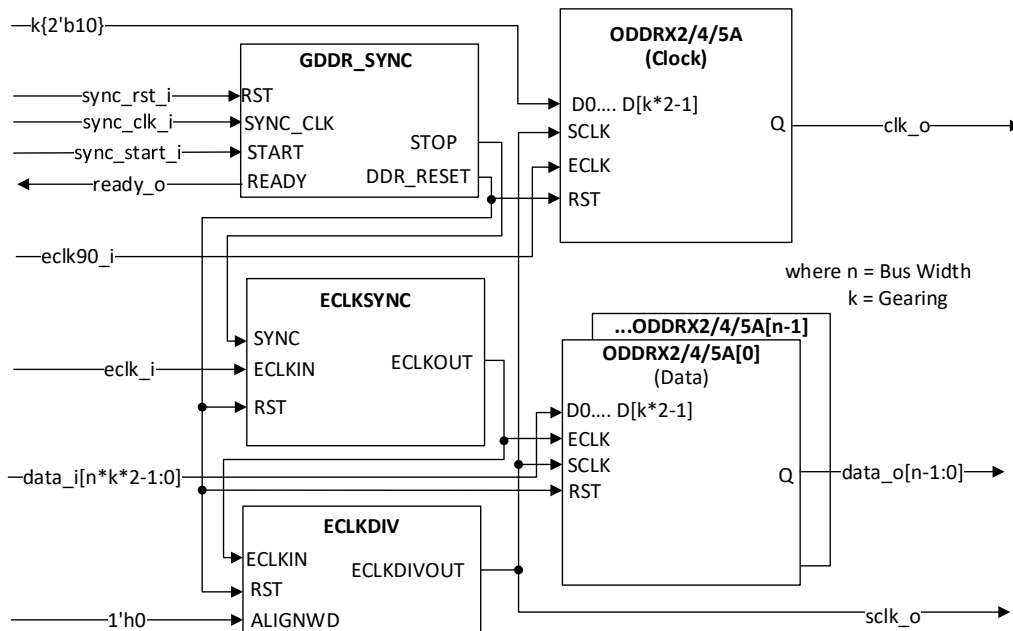 k{2'b10}
GDDR_SYNC
sync_rst_i
RST
sync_clk_i
SYNC_CLK
sync_start_i
START
ready_o
READY
STOP
DDR_RESET
ODDRX2/4/5A
(Clock)
D0.... D[k*2-1]
SCLK
ECLK
RST
Q
clk_o
eclk90_i
where n = Bus Width
k = Gearing
ECLKSYNC
SYNC
eclk_i
ECLKIN
RST
ECLKOUT
...ODDRX2/4/5A[n-1]
ODDRX2/4/5A[0]
(Data)
D0.... D[k*2-1]
ECLK
SCLK
RST
Q
data_i[n*k*2-1:0]
data_o[n-1:0]
ECLKDIV
ECLKIN
RST
1'h0
ALIGNWD
ECLKDIVOUT
sclk_o